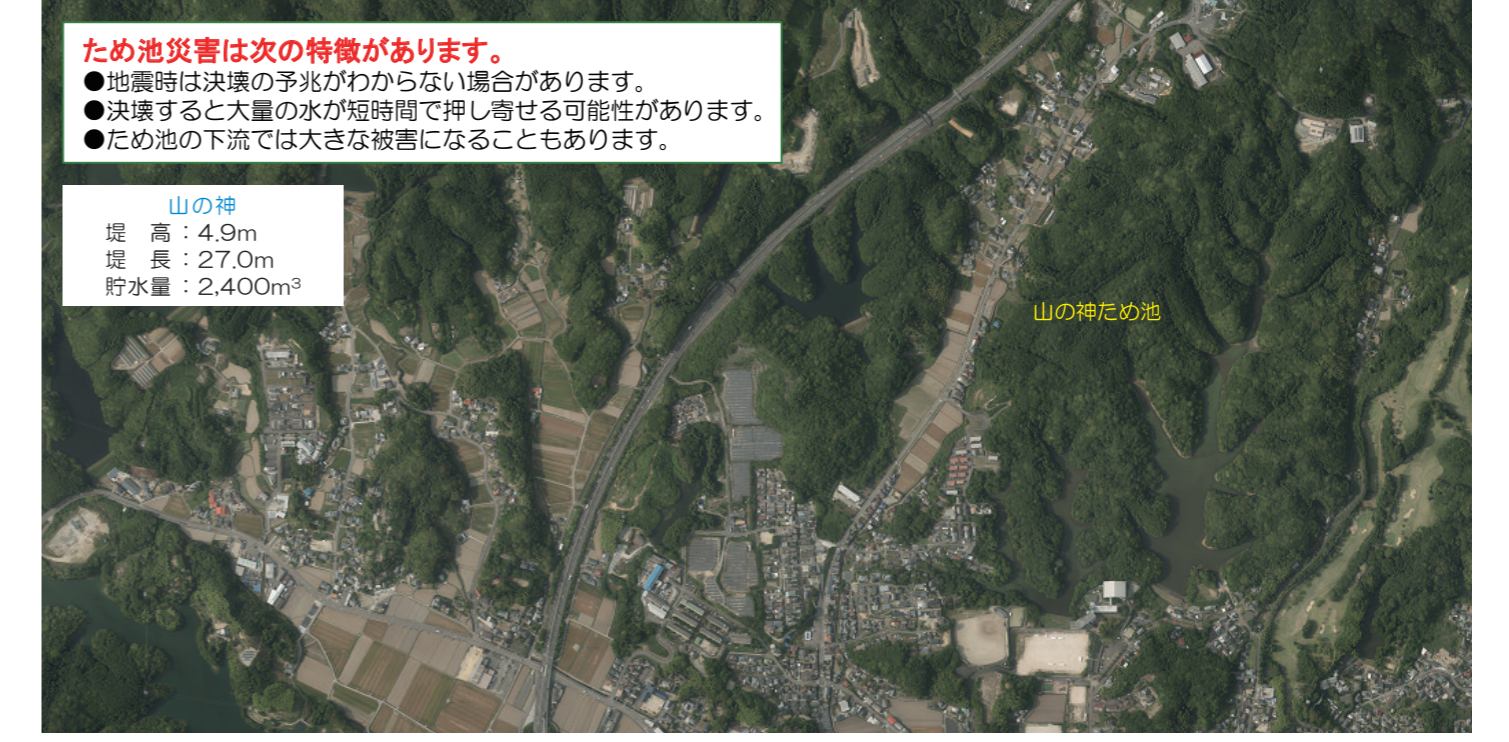 ため池災害は次の特徴があります。
●地震時は決壊の予兆がわからない場合があります。
●決壊すると大量の水が短時間で押し寄せる可能性があります。
●ため池の下流では大きな被害になることもあります。
山の神
堤　高：4.9m
堤　長：27.0m
貯水量：2,400m³
山の神ため池